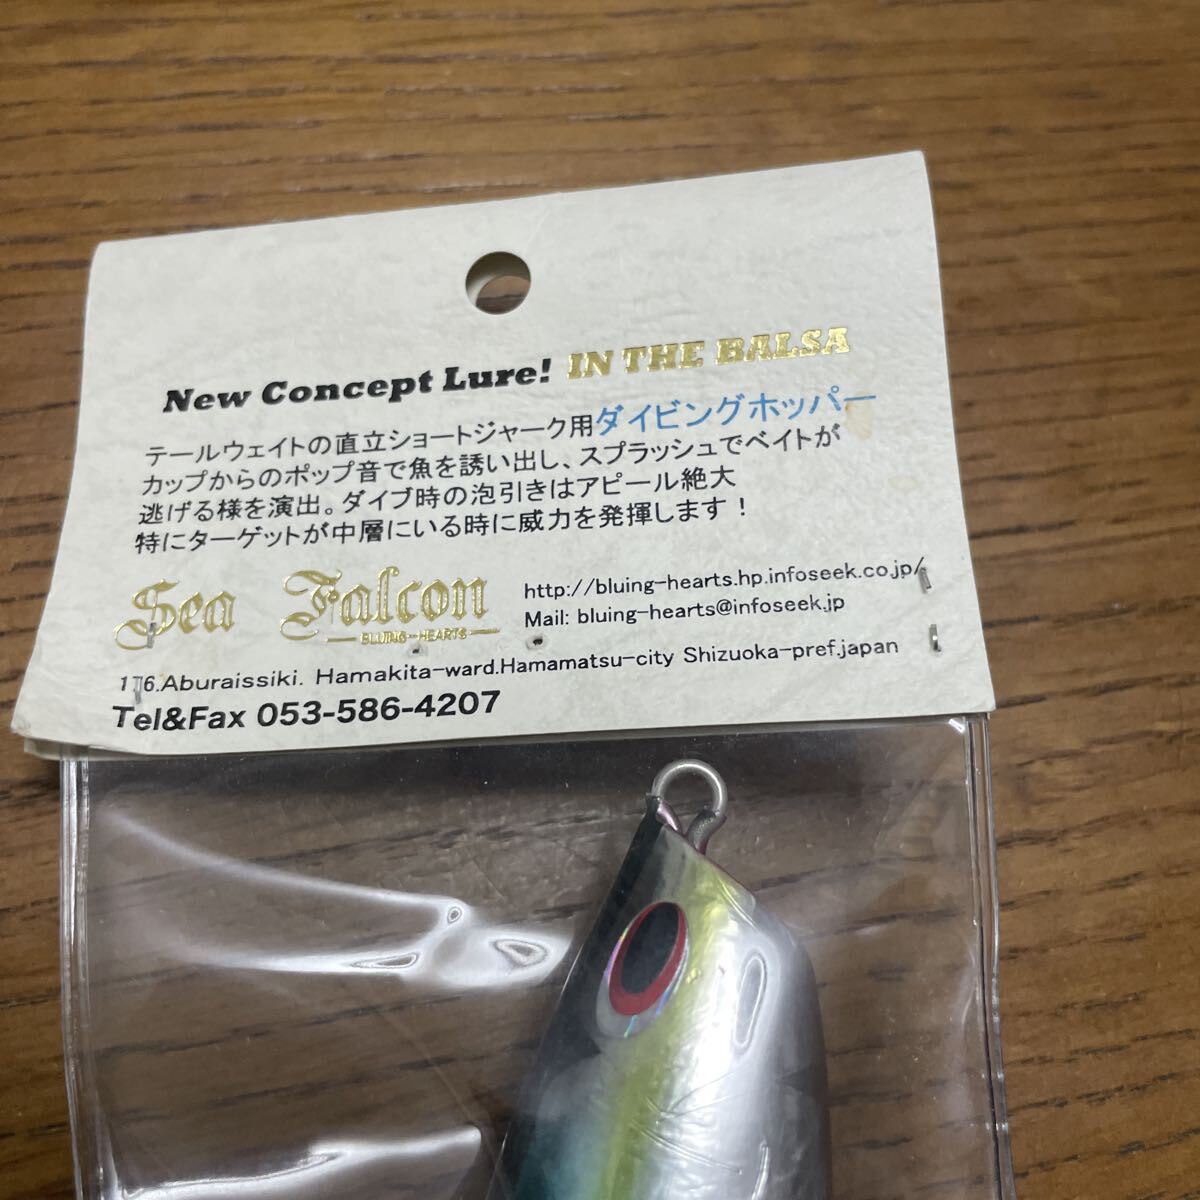 New Concept Lure! IN THE BALSA
テールウェイトの直立ショートジャーク用ダイビングホッパー
カップからのポップ音で魚を誘い出し、スプラッシュでベイトが
逃げる様を演出。ダイブ時の泡引きはアピール絶大
特にターゲットが中層にいる時に威力を発揮します！
Sea Falcon
BLUING-HEARTS
http://bluing-hearts.hp.infoseek.co.jp/
Mail: bluing-hearts@infoseek.jp
Aburaissiki. Hamakita-ward.Hamamatsu-city Shizuoka-pref.japan
Tel&Fax 053-586-4207